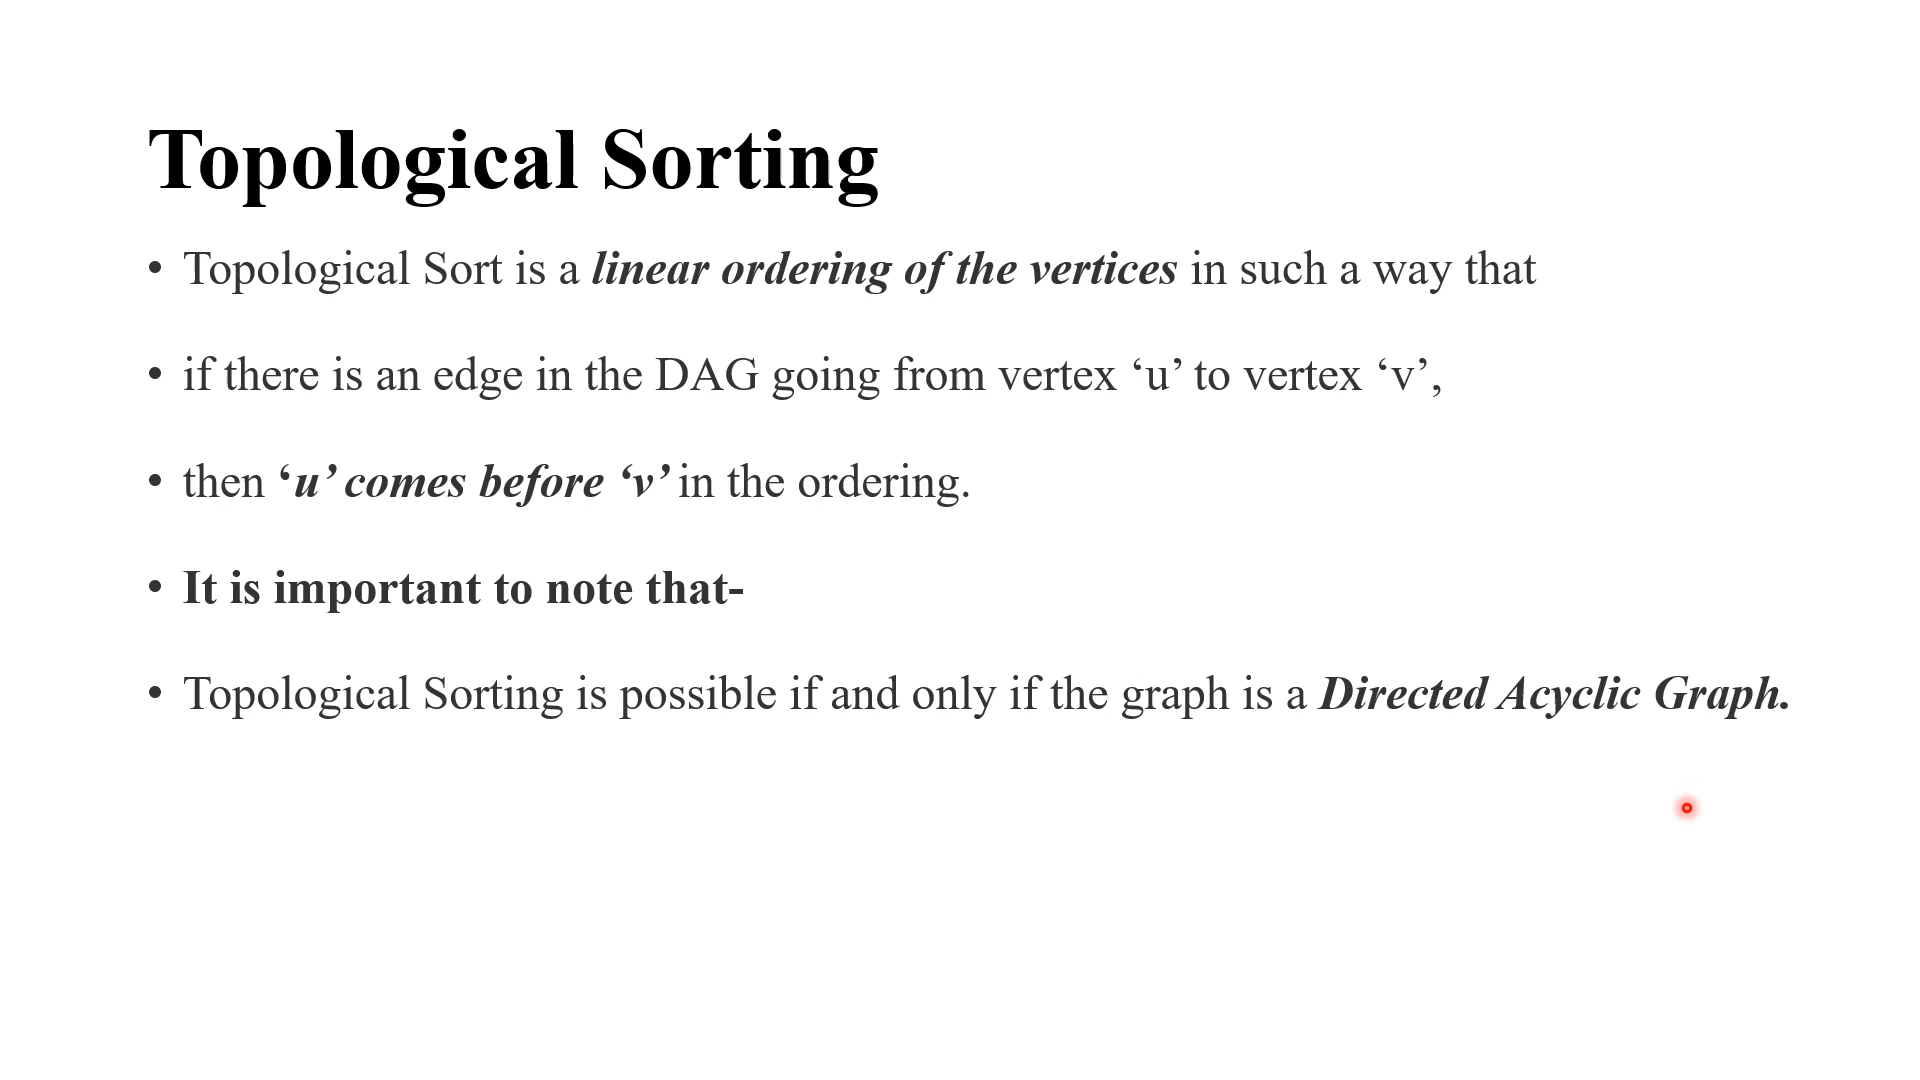 Topological Sorting
• Topological Sort is a linear ordering of the vertices in such a way that
• if there is an edge in the DAG going from vertex ‘u’ to vertex ‘v’,
• then ‘u’ comes before ‘v’ in the ordering.
• It is important to note that-
• Topological Sorting is possible if and only if the graph is a Directed Acyclic Graph.